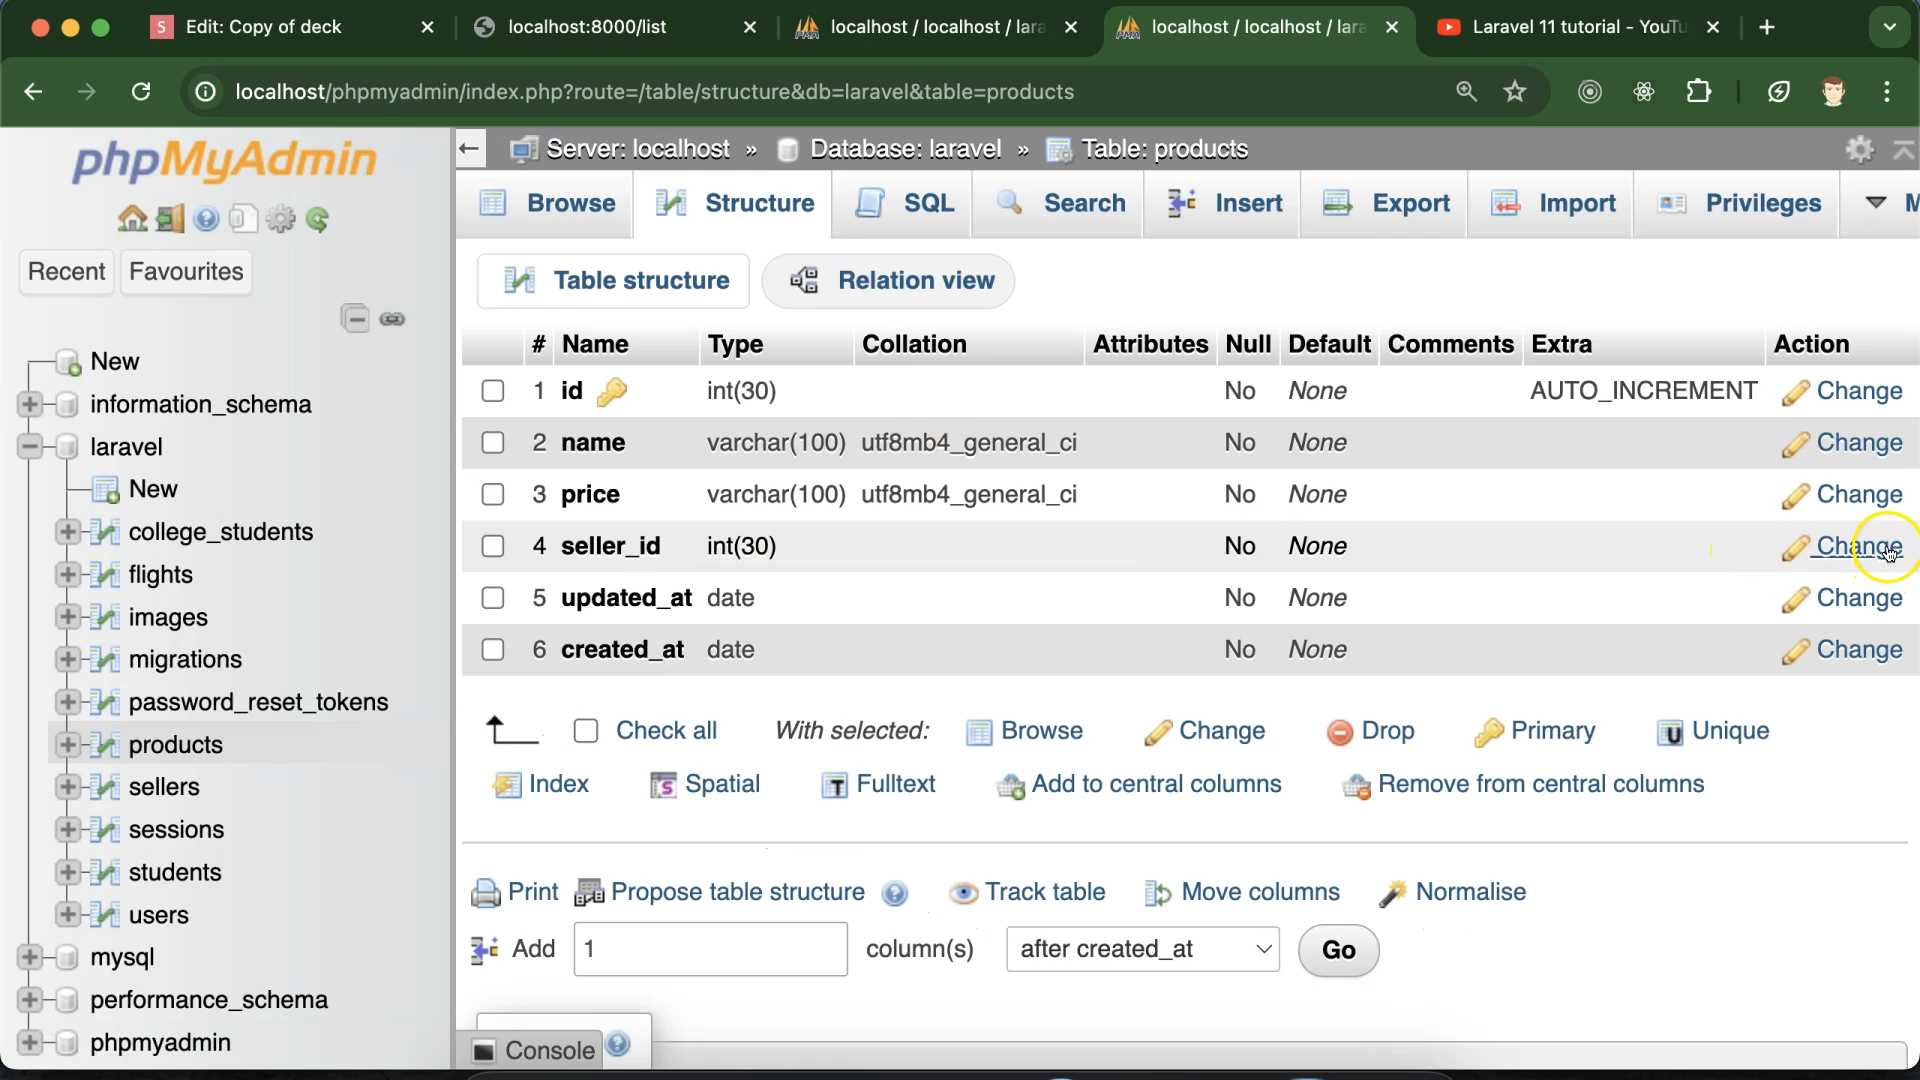 S Edit: Copy of deck
localhost:8000/list
localhost / localhost / lara
localhost / localhost / lara
Laravel 11 tutorial - YouTu
localhost/phpmyadmin/index.php?route=/table/structure&db=laravel&table=products
phpMyAdmin
Recent Favourites
New
information_schema
laravel
New
college_students
flights
images
migrations
password_reset_tokens
products
sellers
sessions
students
users
mysql
performance_schema
phpmyadmin
Server: localhost » Database: laravel » Table: products
Browse Structure SQL Search Insert Export Import Privileges M
Table structure Relation view
# Name Type Collation Attributes Null Default Comments Extra Action
1 id int(30) No None AUTO_INCREMENT Change
2 name varchar(100) utf8mb4_general_ci No None Change
3 price varchar(100) utf8mb4_general_ci No None Change
4 seller_id int(30) No None Change
5 updated_at date No None Change
6 created_at date No None Change
Check all With selected: Browse Change Drop Primary Unique
Index Spatial Fulltext Add to central columns Remove from central columns
Print Propose table structure Track table Move columns Normalise
Add 1 column(s) after created_at Go
Console